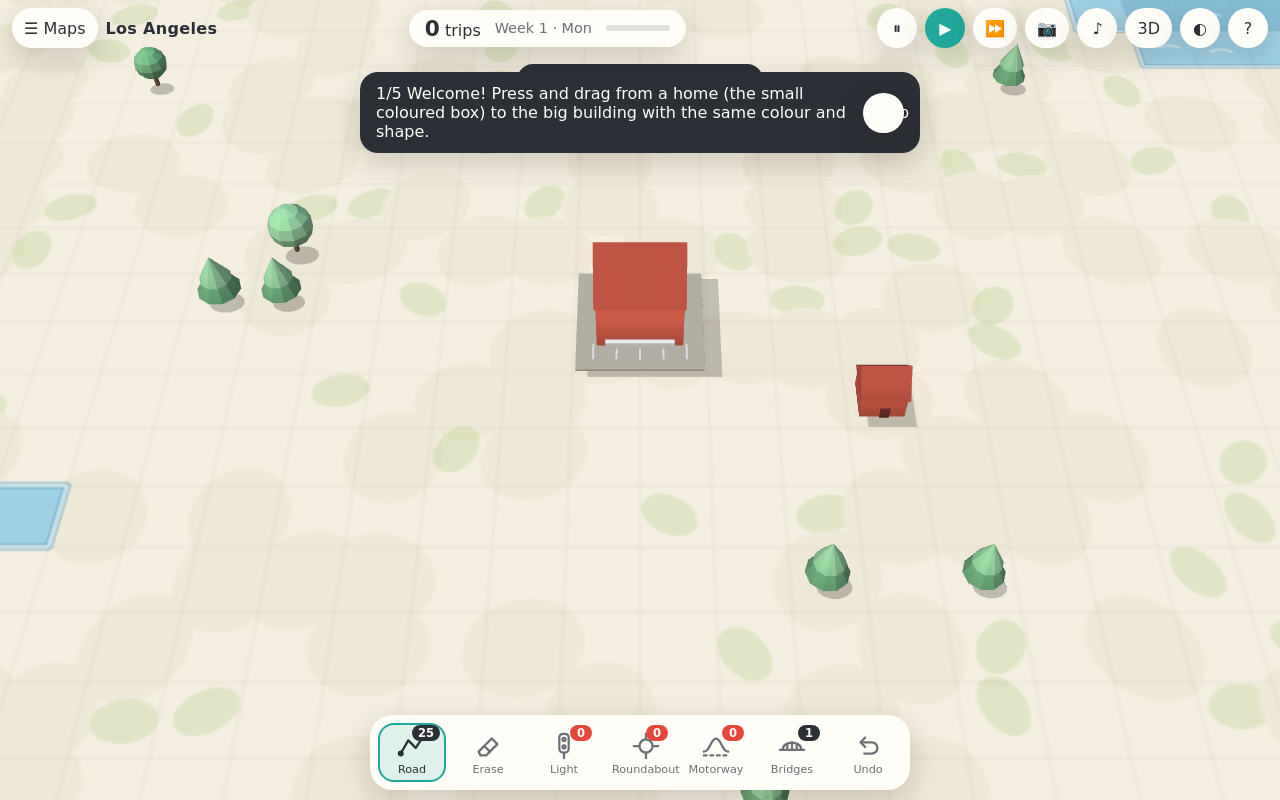 ☰ Maps
Los Angeles
0 trips
Week 1 · Mon
3D
?
1/5 Welcome! Press and drag from a home (the small
coloured box) to the big building with the same colour and
shape.
25
Road
Erase
0
Light
0
Roundabout
0
Motorway
1
Bridges
Undo